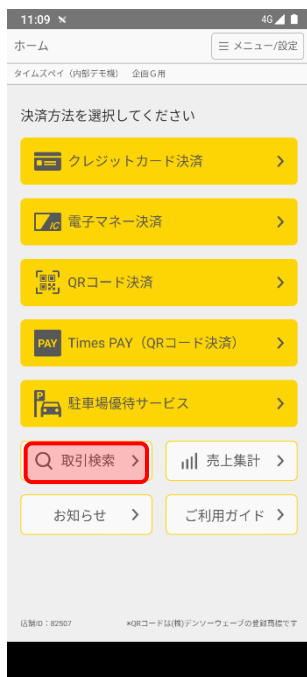 11:09 4G
ホーム ☰ メニュー/設定
タイムズペイ（内部デモ機） 企画G用
決済方法を選択してください
クレジットカード決済
IC 電子マネー決済
QRコード決済
PAY Times PAY（QRコード決済）
P 駐車場優待サービス
取引検索 売上集計
お知らせ ご利用ガイド
店舗ID：82507 *QRコードは(株)デンソーウェーブの登録商標です